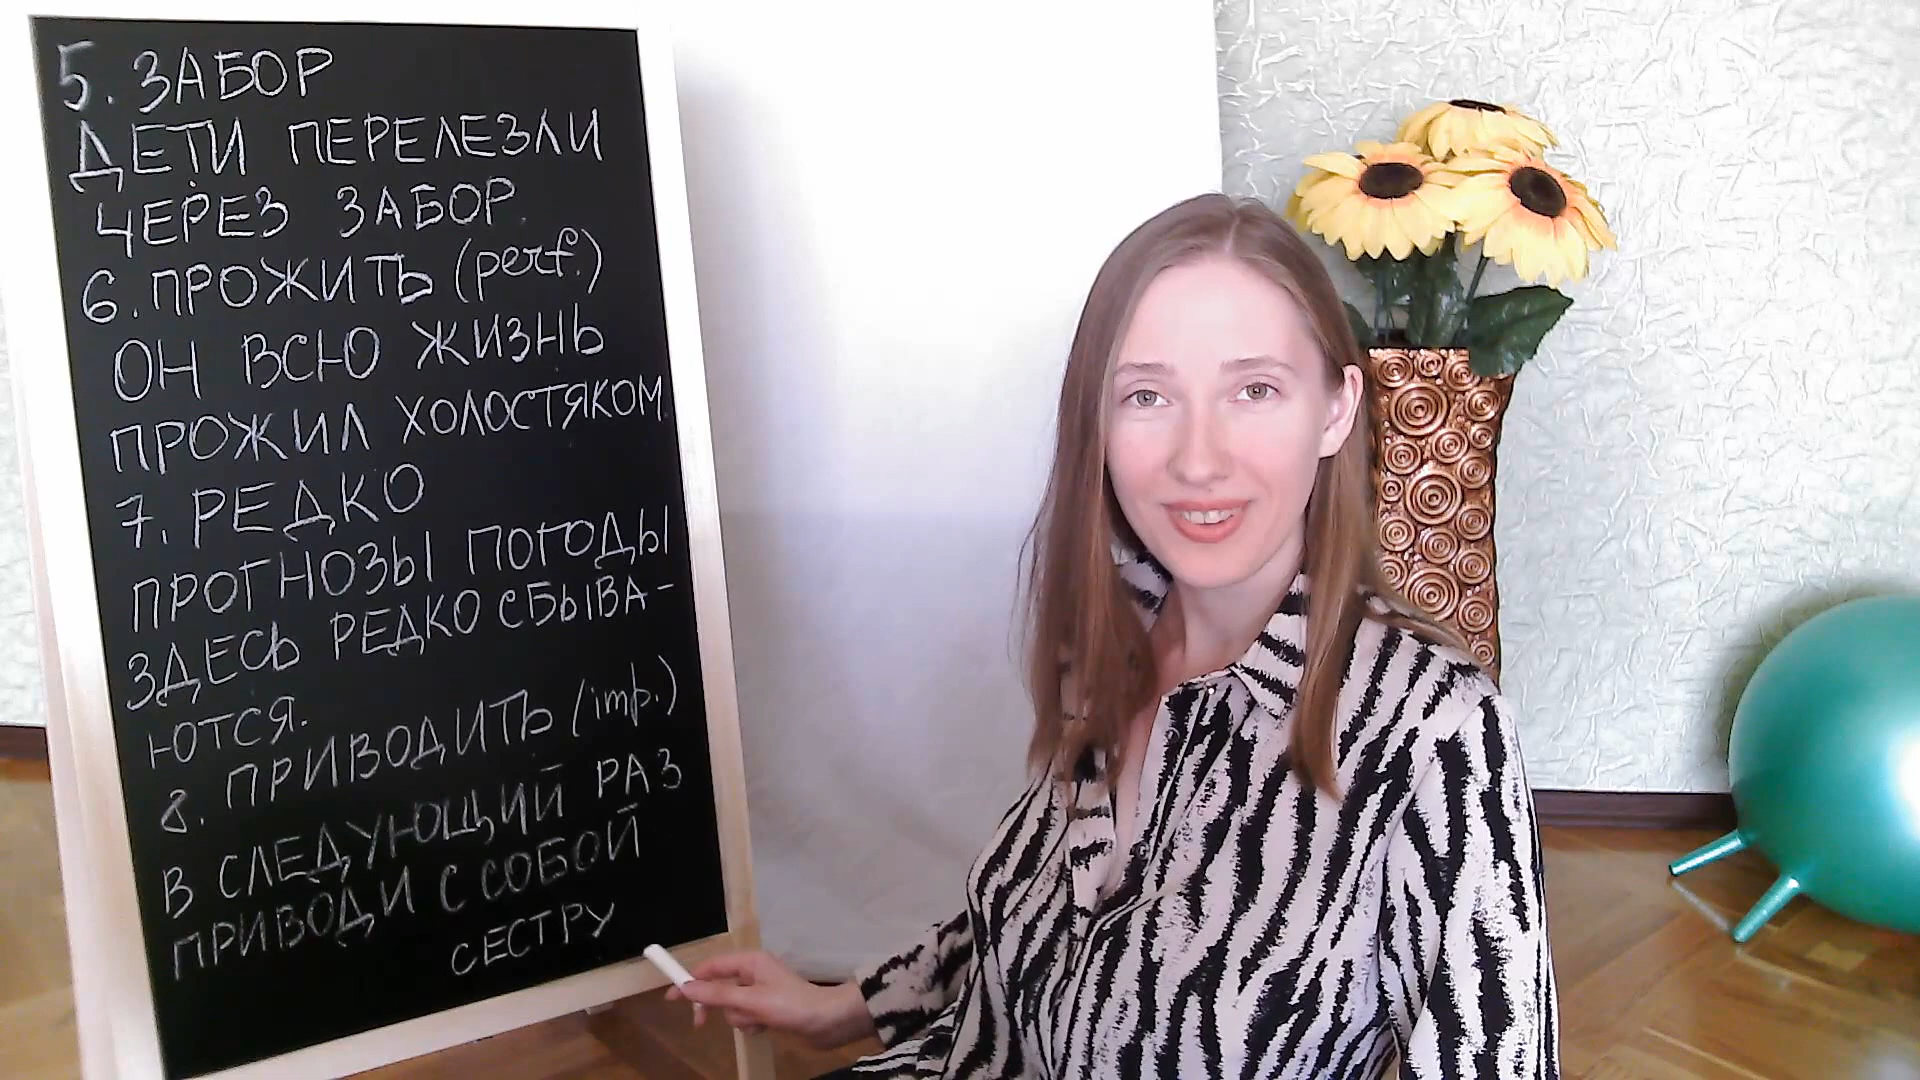 5. ЗАБОР
ДЕТИ ПЕРЕЛЕЗЛИ
ЧЕРЕЗ ЗАБОР.
6. ПРОЖИТЬ (perf.)
ОН ВСЮ ЖИЗНЬ
ПРОЖИЛ ХОЛОСТЯКОМ.
7. РЕДКО
ПРОГНОЗЫ ПОГОДЫ
ЗДЕСЬ РЕДКО СБЫВА-
ЮТСЯ.
8. ПРИВОДИТЬ (imp.)
В СЛЕДУЮЩИЙ РАЗ
ПРИВОДИ С СОБОЙ
СЕСТРУ